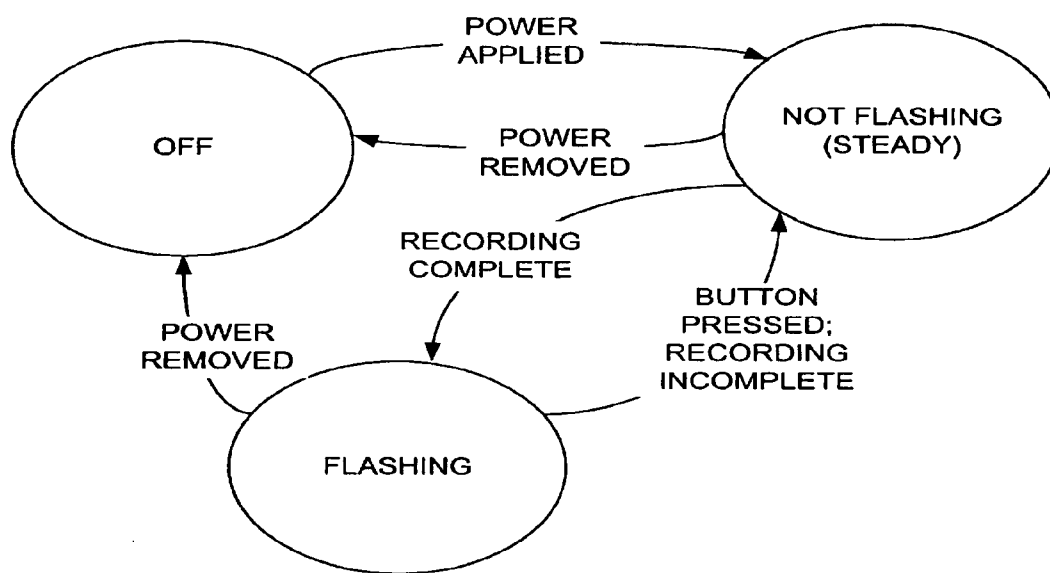 POWER
APPLIED
OFF
NOT FLASHING
(STEADY)
POWER
REMOVED
RECORDING
COMPLETE
BUTTON
PRESSED;
RECORDING
INCOMPLETE
POWER
REMOVED
FLASHING